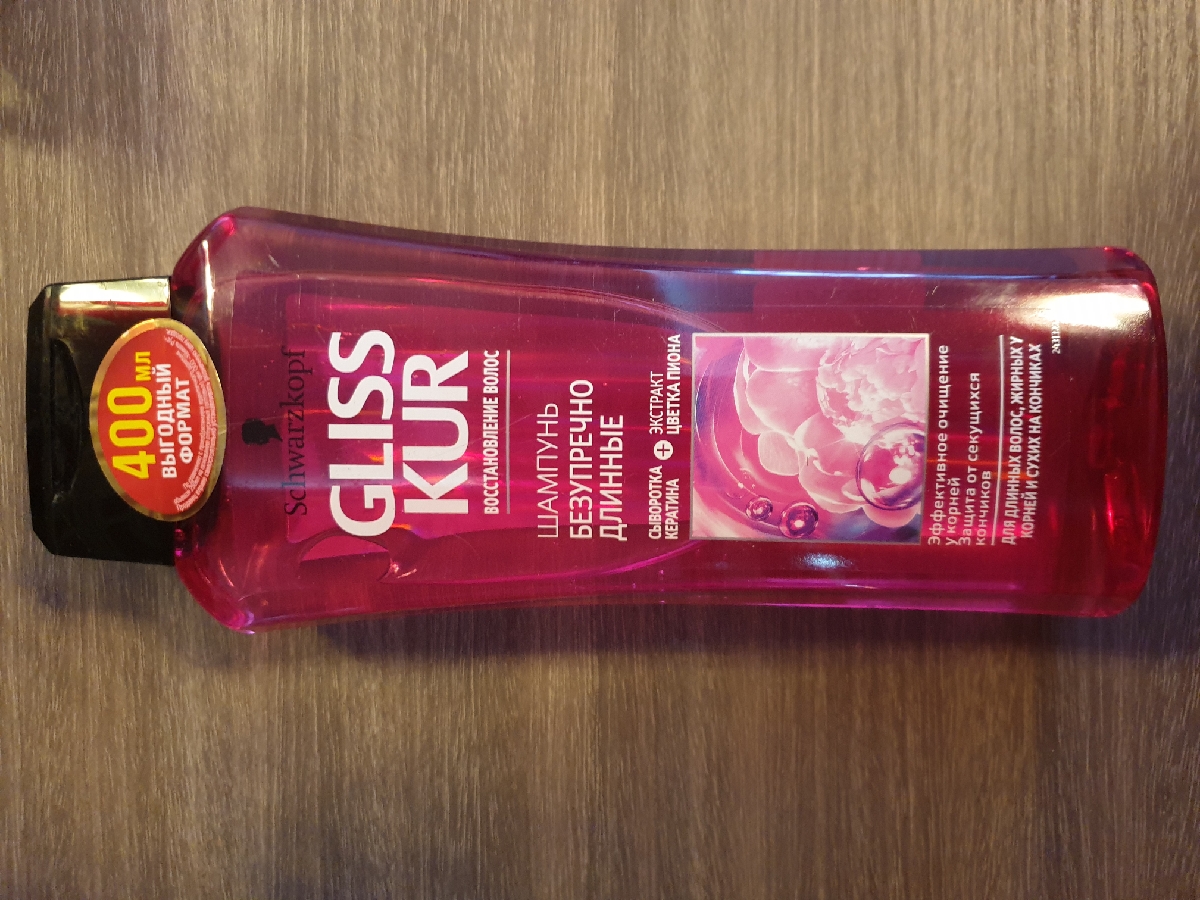 400 мл
ВЫГОДНЫЙ
ФОРМАТ
Schwarzkopf
GLISS
KUR
ВОССТАНОВЛЕНИЕ ВОЛОС
ШАМПУНЬ
БЕЗУПРЕЧНО
ДЛИННЫЕ
СЫВОРОТКА + ЭКСТРАКТ
КЕРАТИНА ЦВЕТКА ПИОНА
Эффективное очищение
у корней
Защита от секущихся
кончиков
ДЛЯ ДЛИННЫХ ВОЛОС, ЖИРНЫХ У
КОРНЕЙ И СУХИХ НА КОНЧИКАХ